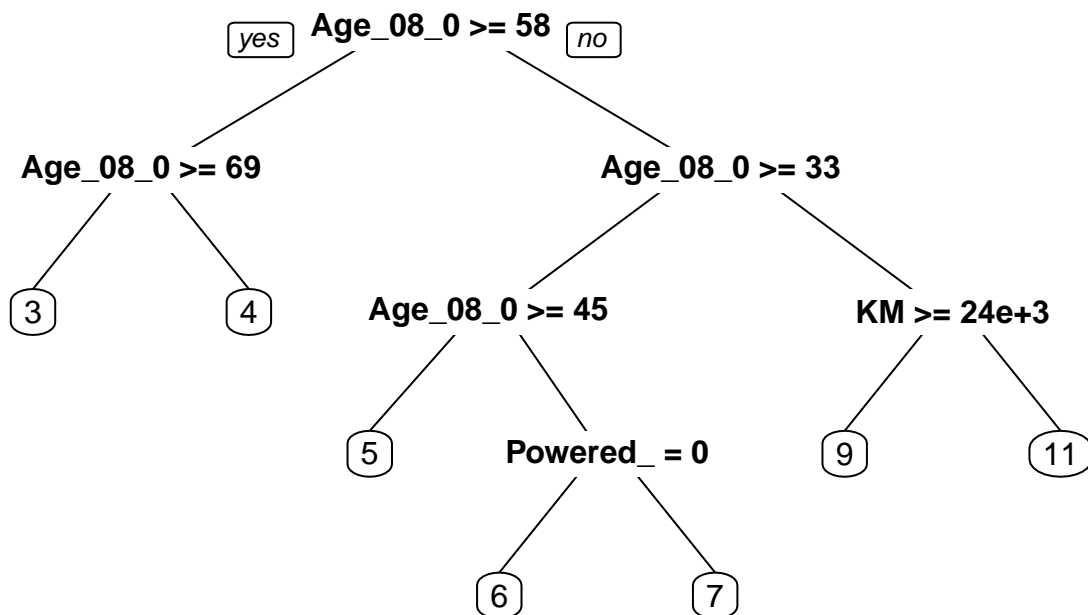 yes Age_08_0 >= 58 no
Age_08_0 >= 69 Age_08_0 >= 33
3 4 Age_08_0 >= 45 KM >= 24e+3
5 Powered_ = 0 9 11
6 7